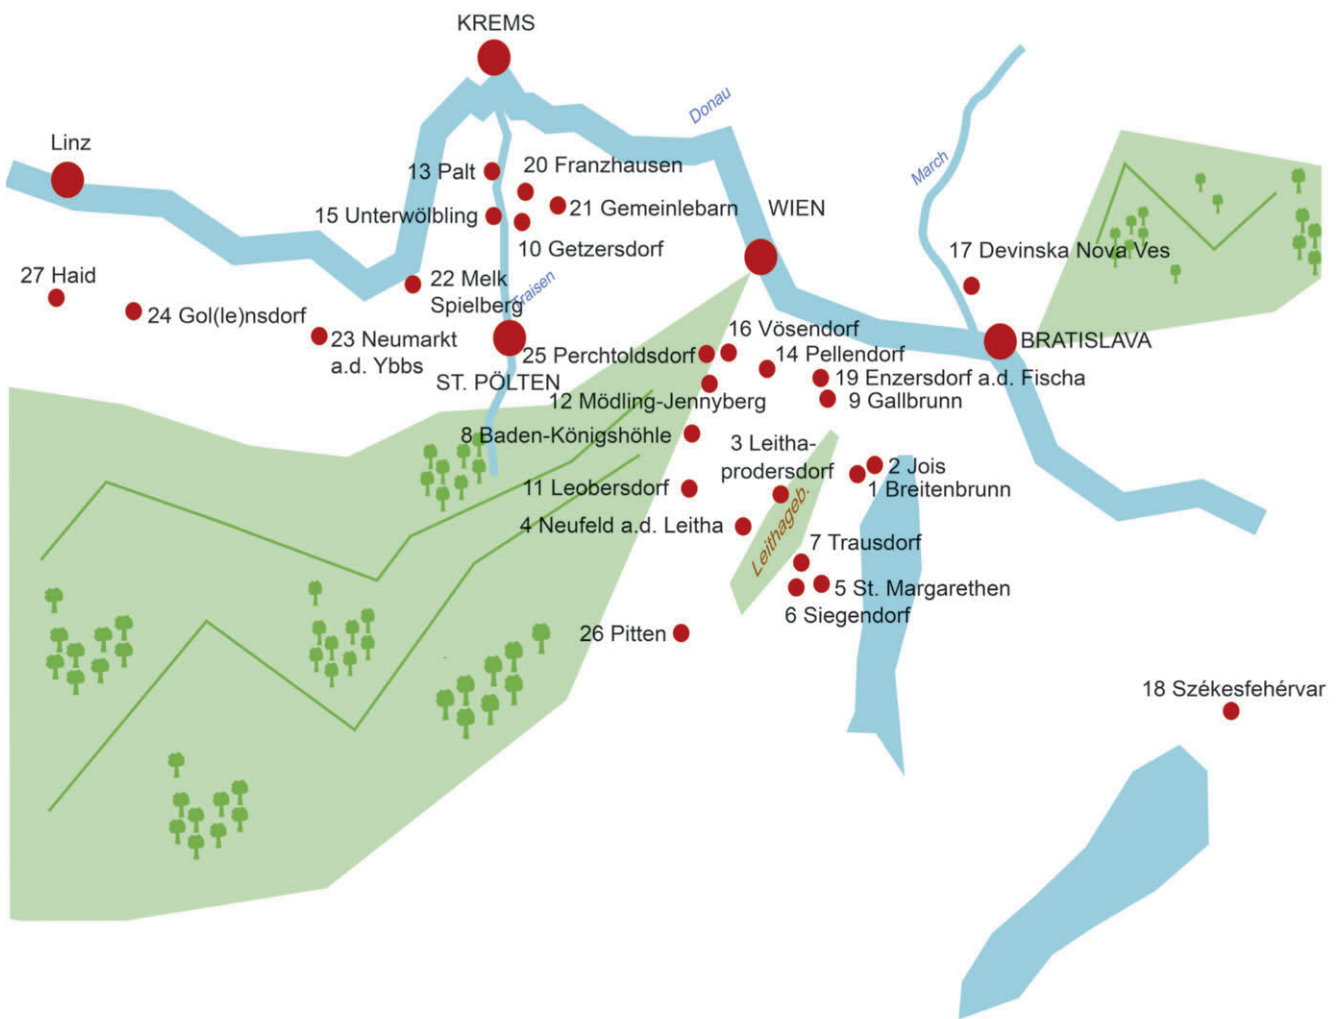 KREMS
Donau
Linz
March
13 Palt
20 Franzhausen
15 Unterwölbling
21 Gemeinlebarn
WIEN
10 Getzersdorf
17 Devinska Nova Ves
27 Haid
22 Melk
Spielberg
Traisen
24 Gol(le)nsdorf
23 Neumarkt
a.d. Ybbs
16 Vösendorf
BRATISLAVA
25 Perchtoldsdorf
14 Pellendorf
ST. PÖLTEN
19 Enzersdorf a.d. Fischa
12 Mödling-Jennyberg
9 Gallbrunn
8 Baden-Königshöhle
3 Leitha-
prodersdorf
2 Jois
11 Leobersdorf
1 Breitenbrunn
4 Neufeld a.d. Leitha
Leithageb.
7 Trausdorf
5 St. Margarethen
6 Siegendorf
26 Pitten
18 Székesfehérvar